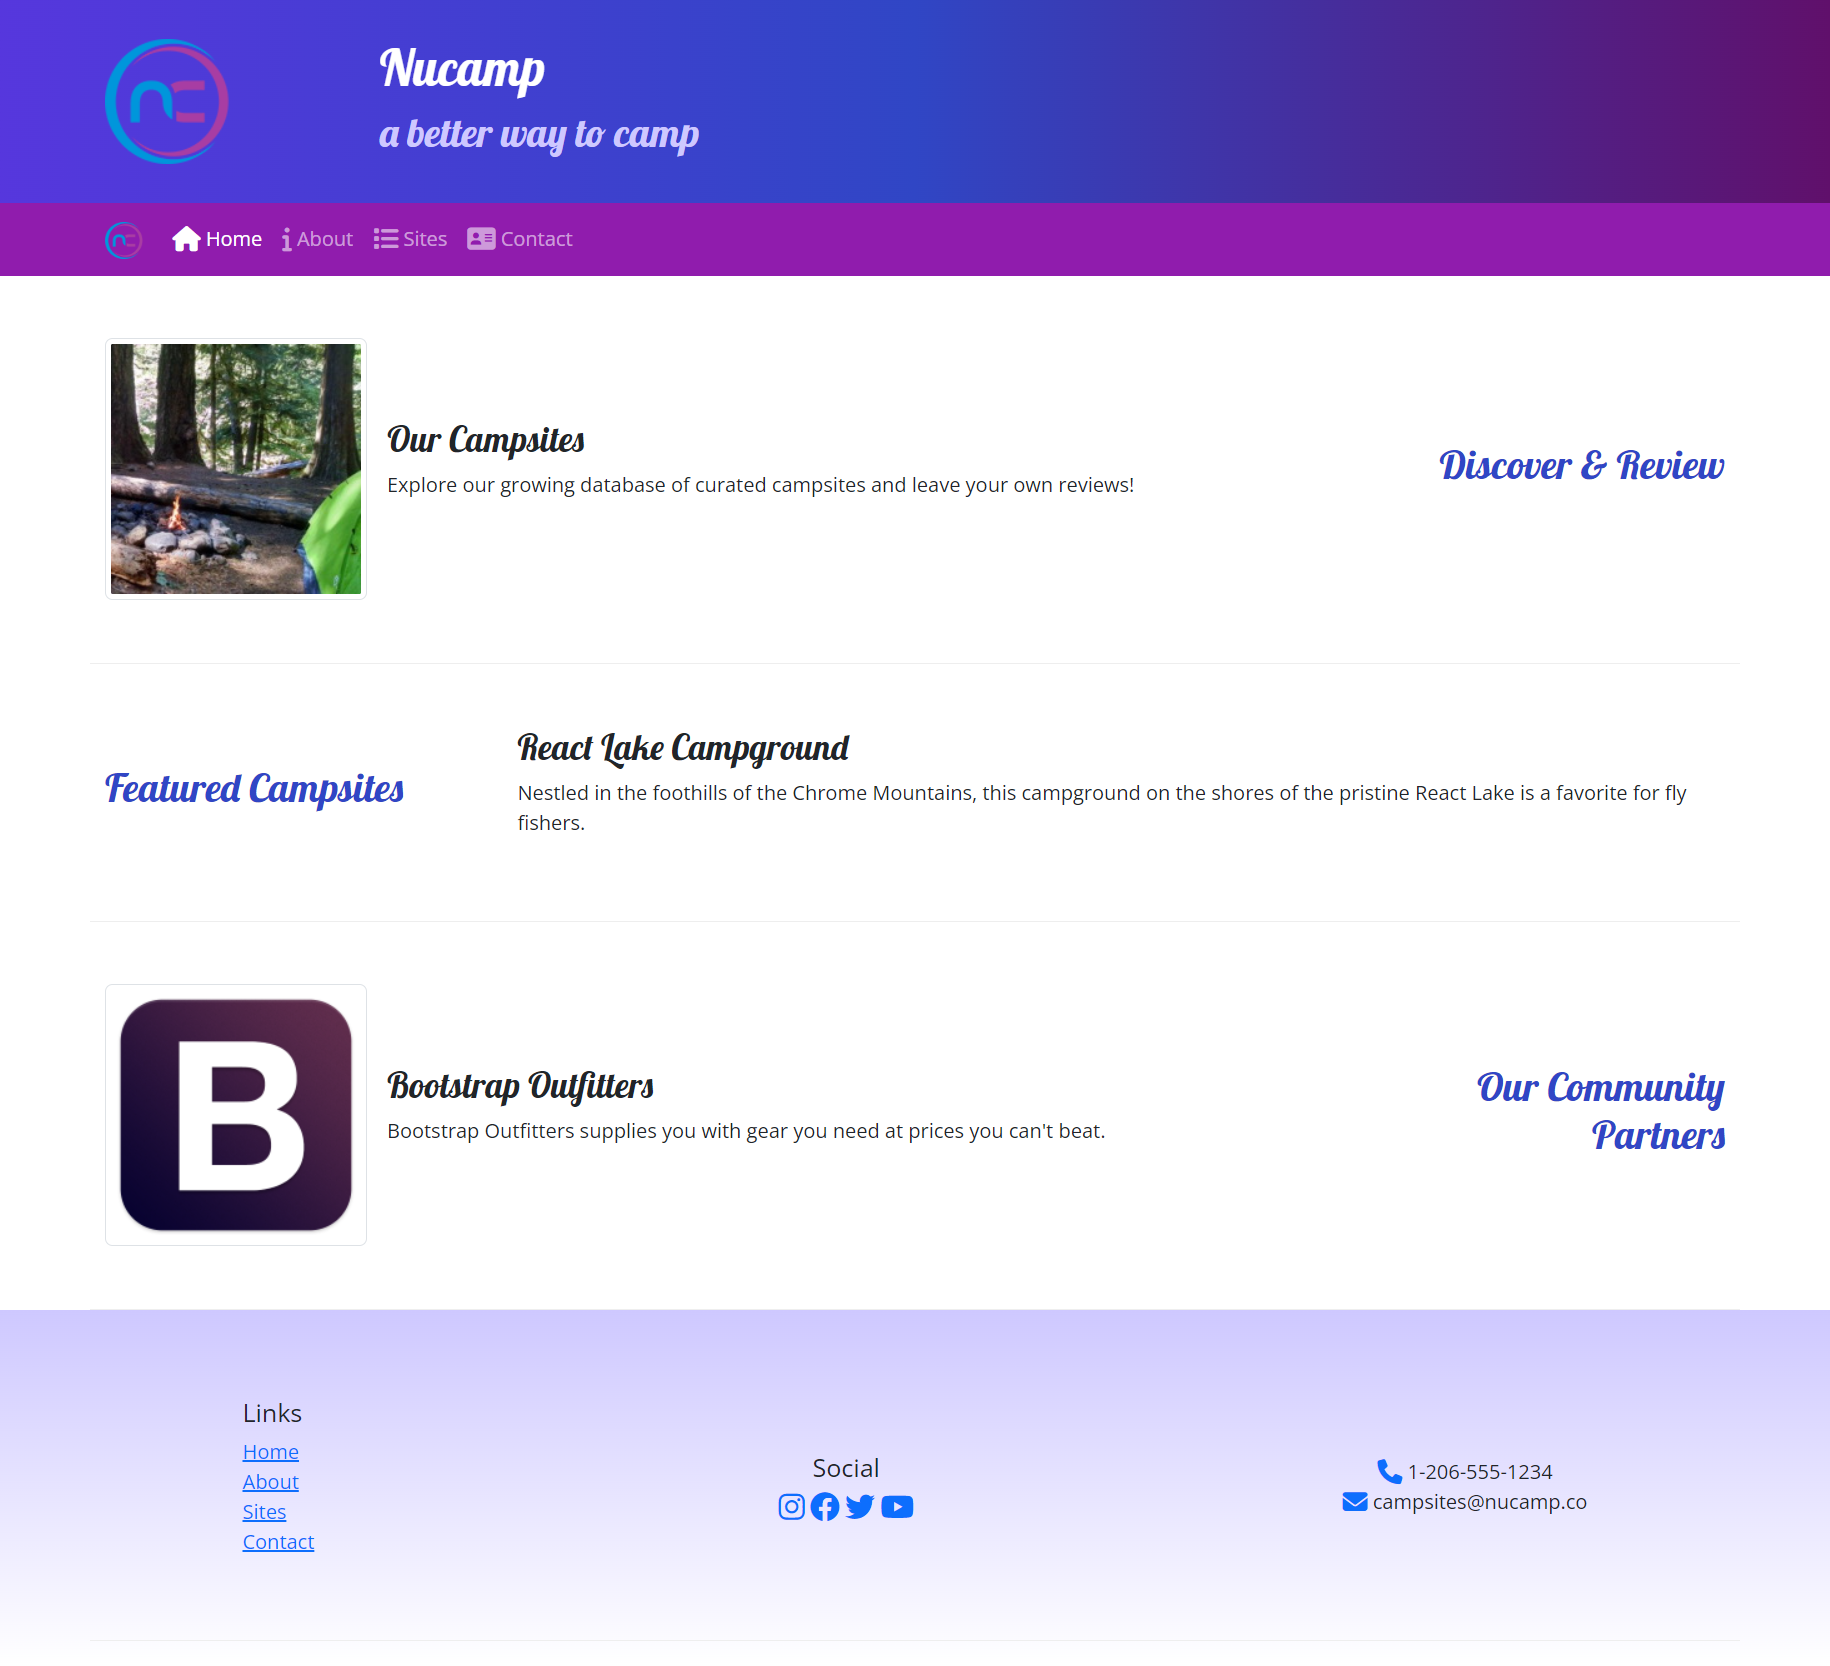 nc
Nucamp
a better way to camp
nc Home About Sites Contact
Our Campsites
Explore our growing database of curated campsites and leave your own reviews!
Discover & Review
Featured Campsites
React Lake Campground
Nestled in the foothills of the Chrome Mountains, this campground on the shores of the pristine React Lake is a favorite for fly
fishers.
B
Bootstrap Outfitters
Bootstrap Outfitters supplies you with gear you need at prices you can't beat.
Our Community
Partners
Links
Home
About
Sites
Contact
Social
1-206-555-1234
campsites@nucamp.co